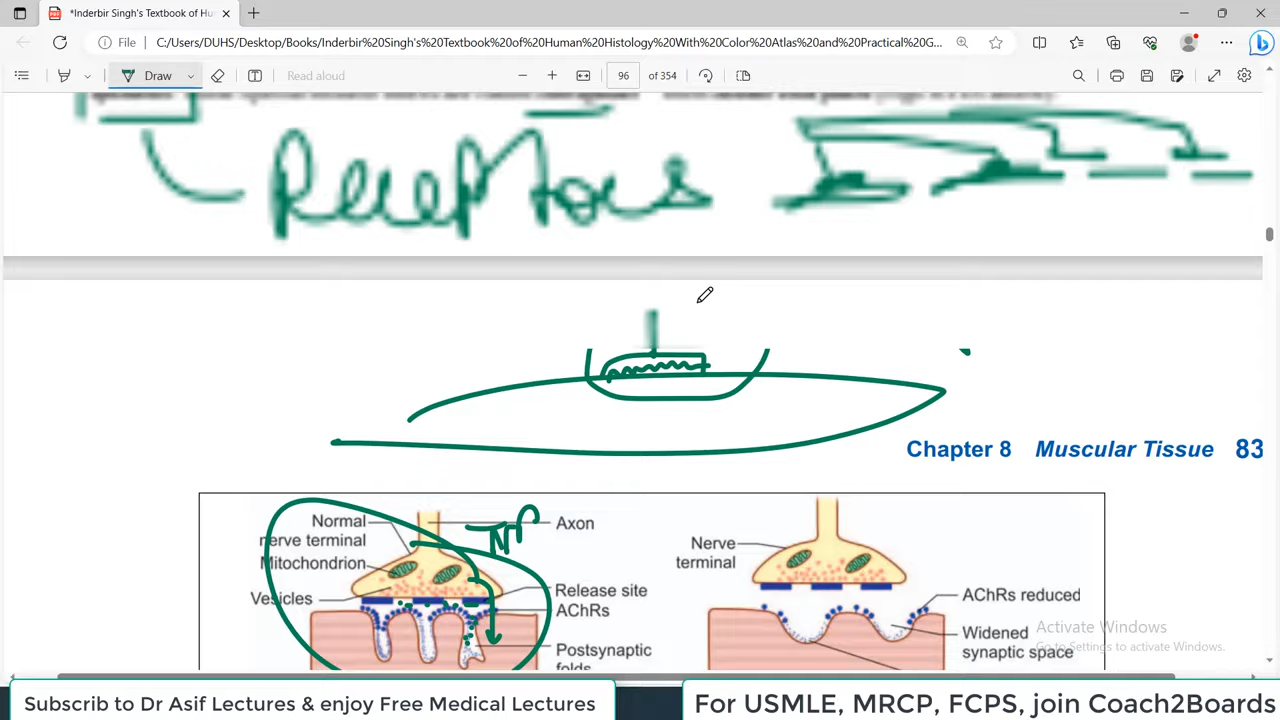 *Inderbir Singh's Textbook of Hu
File
C:/Users/DUHS/Desktop/Books/Inderbir%20Singh's%20Textbook%20of%20Human%20Histology%20With%20Color%20Atlas%20and%20Practical%20G...
Draw
Read aloud
96 of 354
Receptors
Chapter 8 Muscular Tissue 83
Normal
nerve terminal
Axon
Mitochondrion
Vesicles
Release site
AChRs
Postsynaptic
folds
Nerve
terminal
AChRs reduced
Widened
synaptic space
Activate Windows
Go to Settings to activate Windows.
Subscrib to Dr Asif Lectures & enjoy Free Medical Lectures
For USMLE, MRCP, FCPS, join Coach2Boards